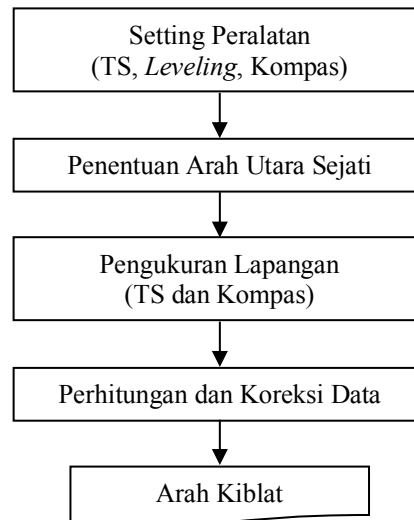 Setting Peralatan
(TS, Leveling, Kompas)
Penentuan Arah Utara Sejati
Pengukuran Lapangan
(TS dan Kompas)
Perhitungan dan Koreksi Data
Arah Kiblat